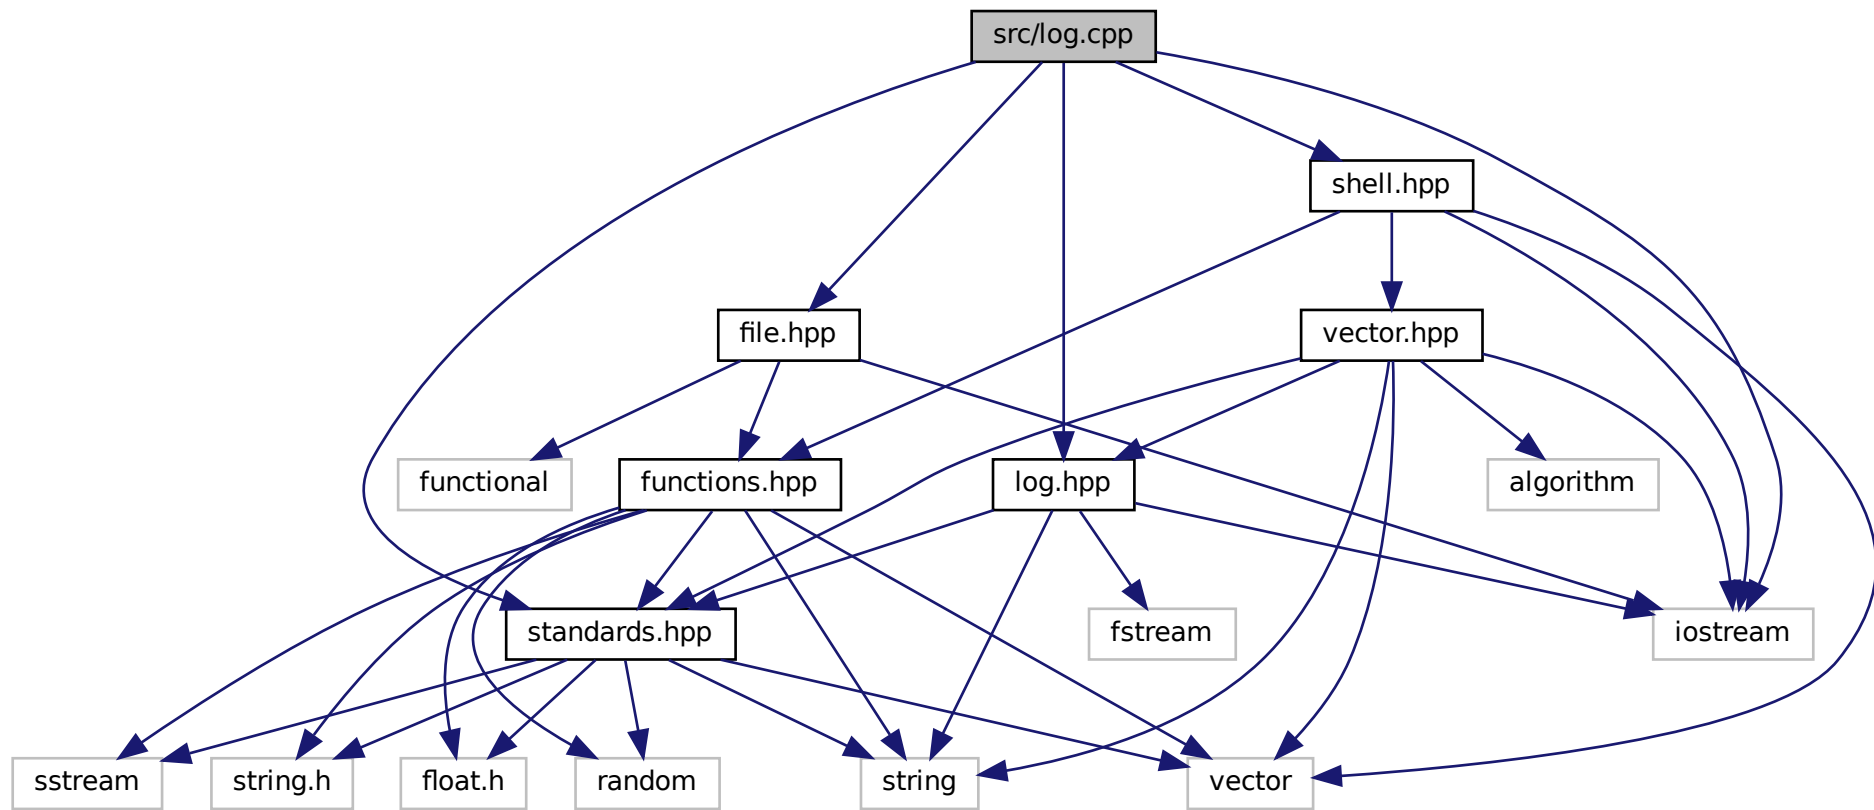 src/log.cpp
shell.hpp
file.hpp
vector.hpp
functional
functions.hpp
log.hpp
algorithm
standards.hpp
fstream
iostream
sstream
string.h
float.h
random
string
vector